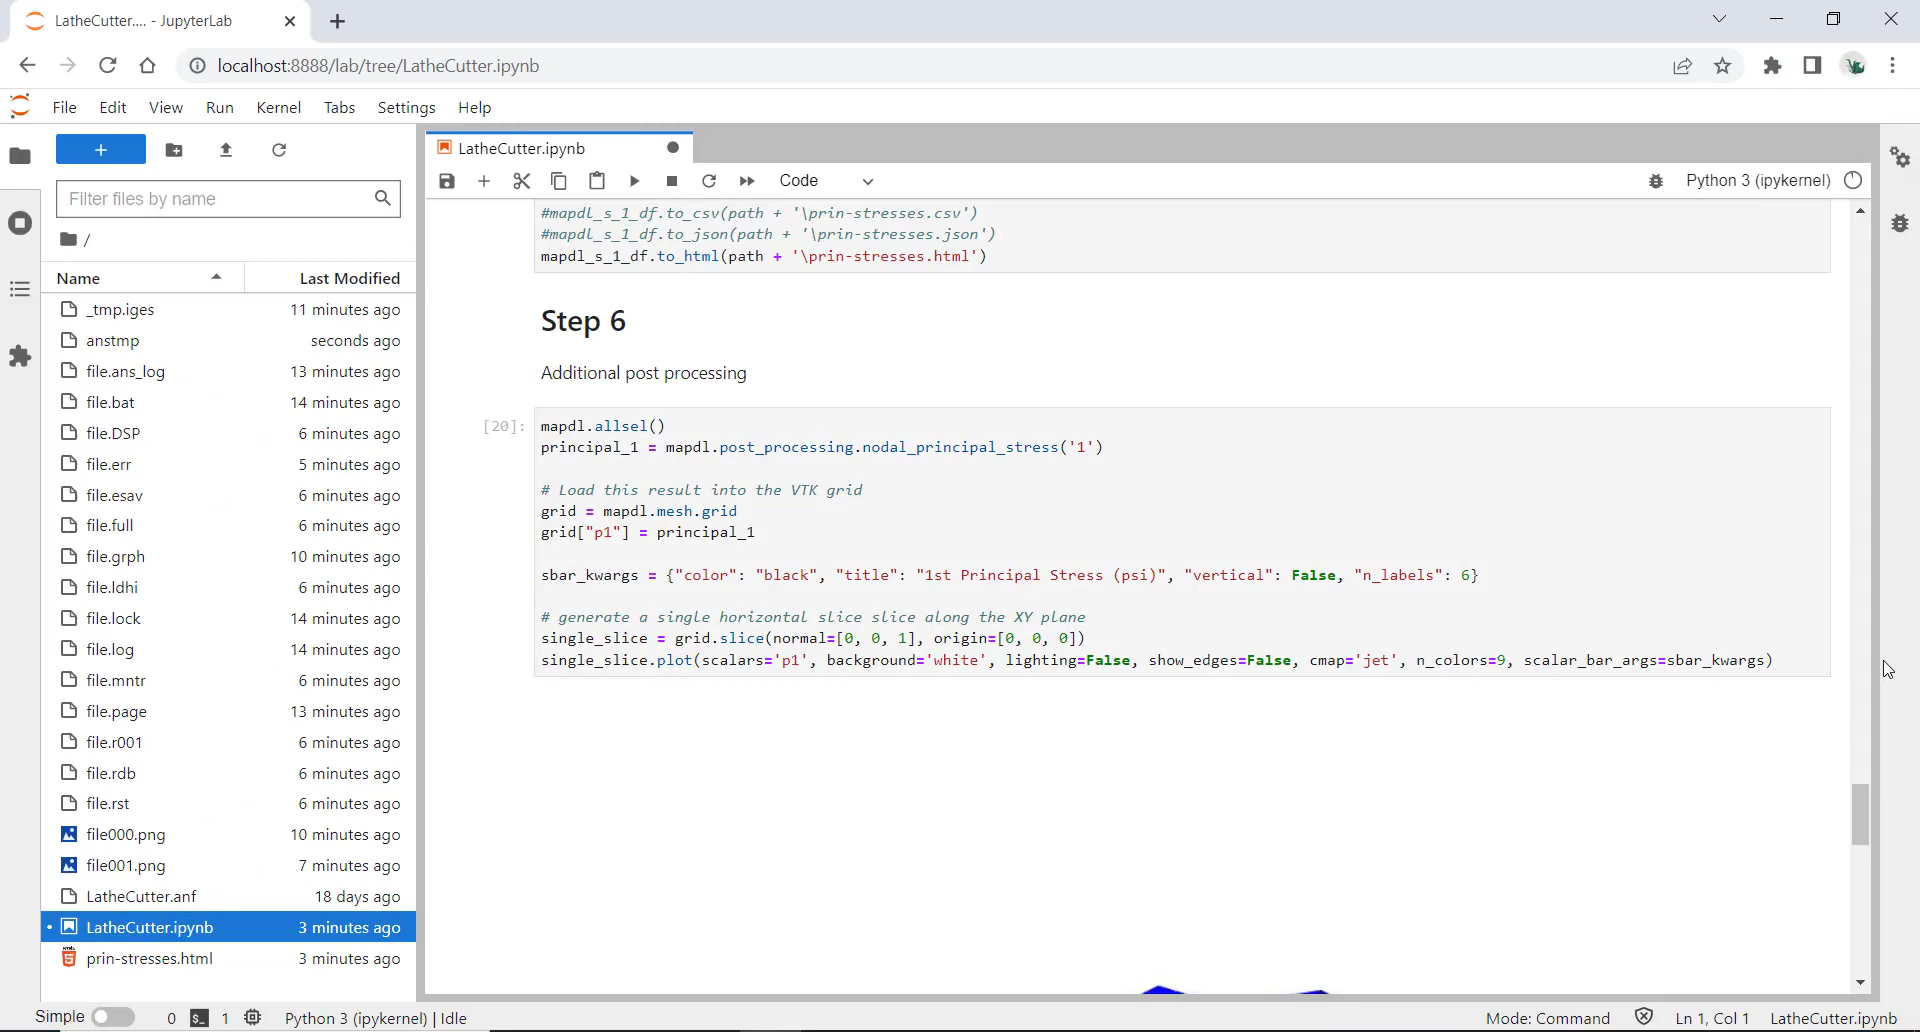 LatheCutter.... - JupyterLab
localhost:8888/lab/tree/LatheCutter.ipynb
File Edit View Run Kernel Tabs Settings Help
+
Filter files by name
/
Name Last Modified
_tmp.iges 11 minutes ago
anstmp seconds ago
file.ans_log 13 minutes ago
file.bat 14 minutes ago
file.DSP 6 minutes ago
file.err 5 minutes ago
file.esav 6 minutes ago
file.full 6 minutes ago
file.grph 10 minutes ago
file.ldhi 6 minutes ago
file.lock 14 minutes ago
file.log 14 minutes ago
file.mntr 6 minutes ago
file.page 13 minutes ago
file.r001 6 minutes ago
file.rdb 6 minutes ago
file.rst 6 minutes ago
file000.png 10 minutes ago
file001.png 7 minutes ago
LatheCutter.anf 18 days ago
LatheCutter.ipynb 3 minutes ago
prin-stresses.html 3 minutes ago
LatheCutter.ipynb
Code
Python 3 (ipykernel)
#mapdl_s_1_df.to_csv(path + '\prin-stresses.csv')
#mapdl_s_1_df.to_json(path + '\prin-stresses.json')
mapdl_s_1_df.to_html(path + '\prin-stresses.html')
Step 6
Additional post processing
[20]: mapdl.allsel()
principal_1 = mapdl.post_processing.nodal_principal_stress('1')
# Load this result into the VTK grid
grid = mapdl.mesh.grid
grid["p1"] = principal_1
sbar_kwargs = {"color": "black", "title": "1st Principal Stress (psi)", "vertical": False, "n_labels": 6}
# generate a single horizontal slice slice along the XY plane
single_slice = grid.slice(normal=[0, 0, 1], origin=[0, 0, 0])
single_slice.plot(scalars='p1', background='white', lighting=False, show_edges=False, cmap='jet', n_colors=9, scalar_bar_args=sbar_kwargs)
Simple 0 $_ 1 Python 3 (ipykernel) | Idle
Mode: Command Ln 1, Col 1 LatheCutter.ipynb